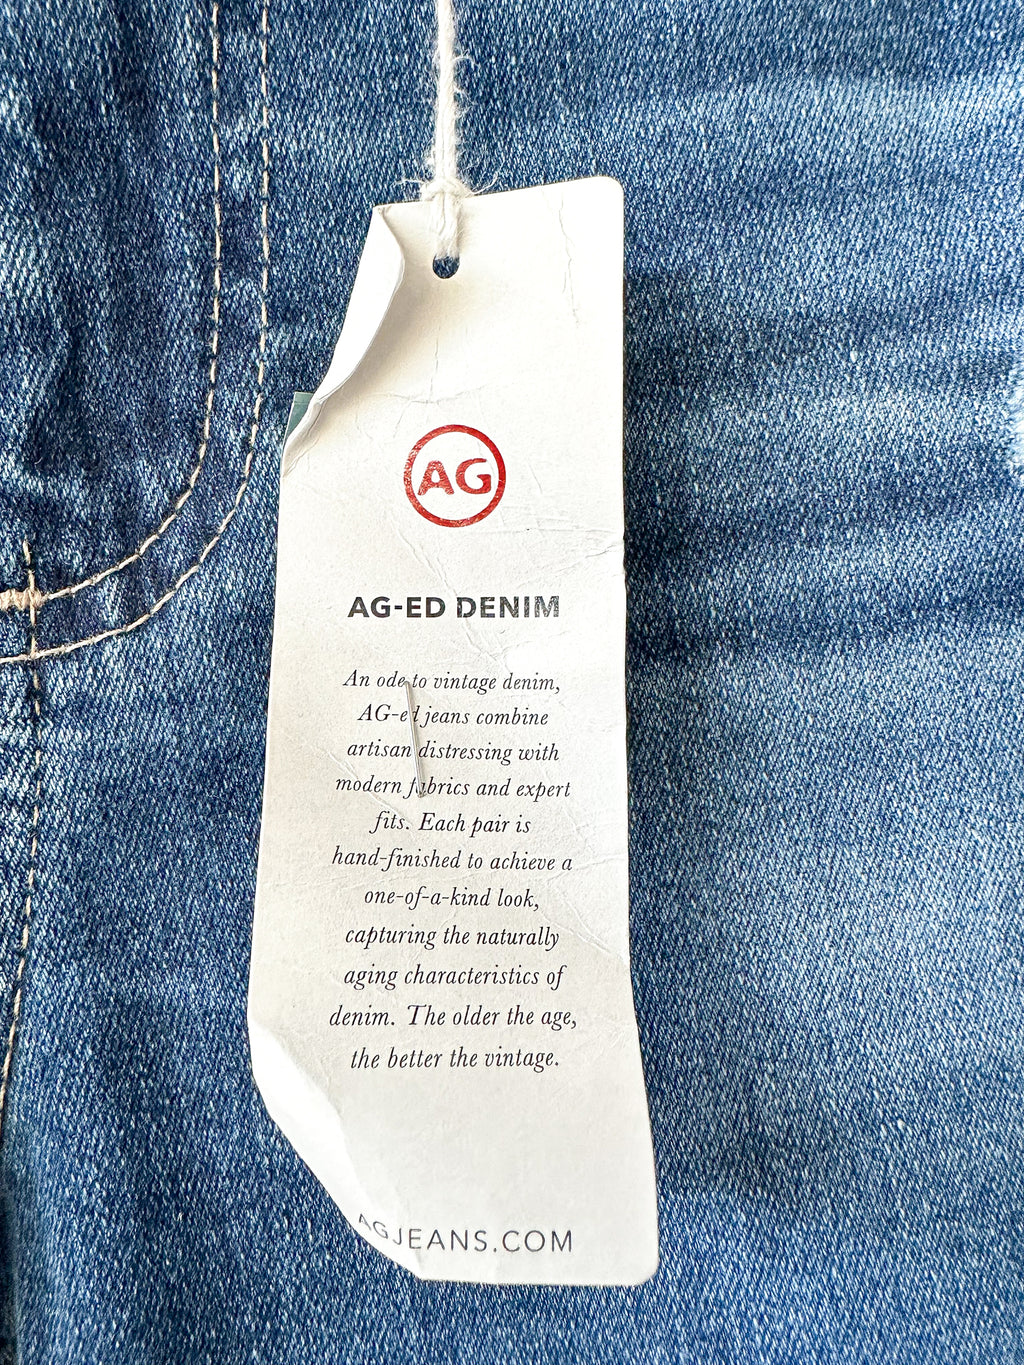 AG
AG-ED DENIM
An ode to vintage denim,
AG-ed jeans combine
artisan distressing with
modern fabrics and expert
fits. Each pair is
hand-finished to achieve a
one-of-a-kind look,
capturing the naturally
aging characteristics of
denim. The older the age,
the better the vintage.
AGJEANS.COM